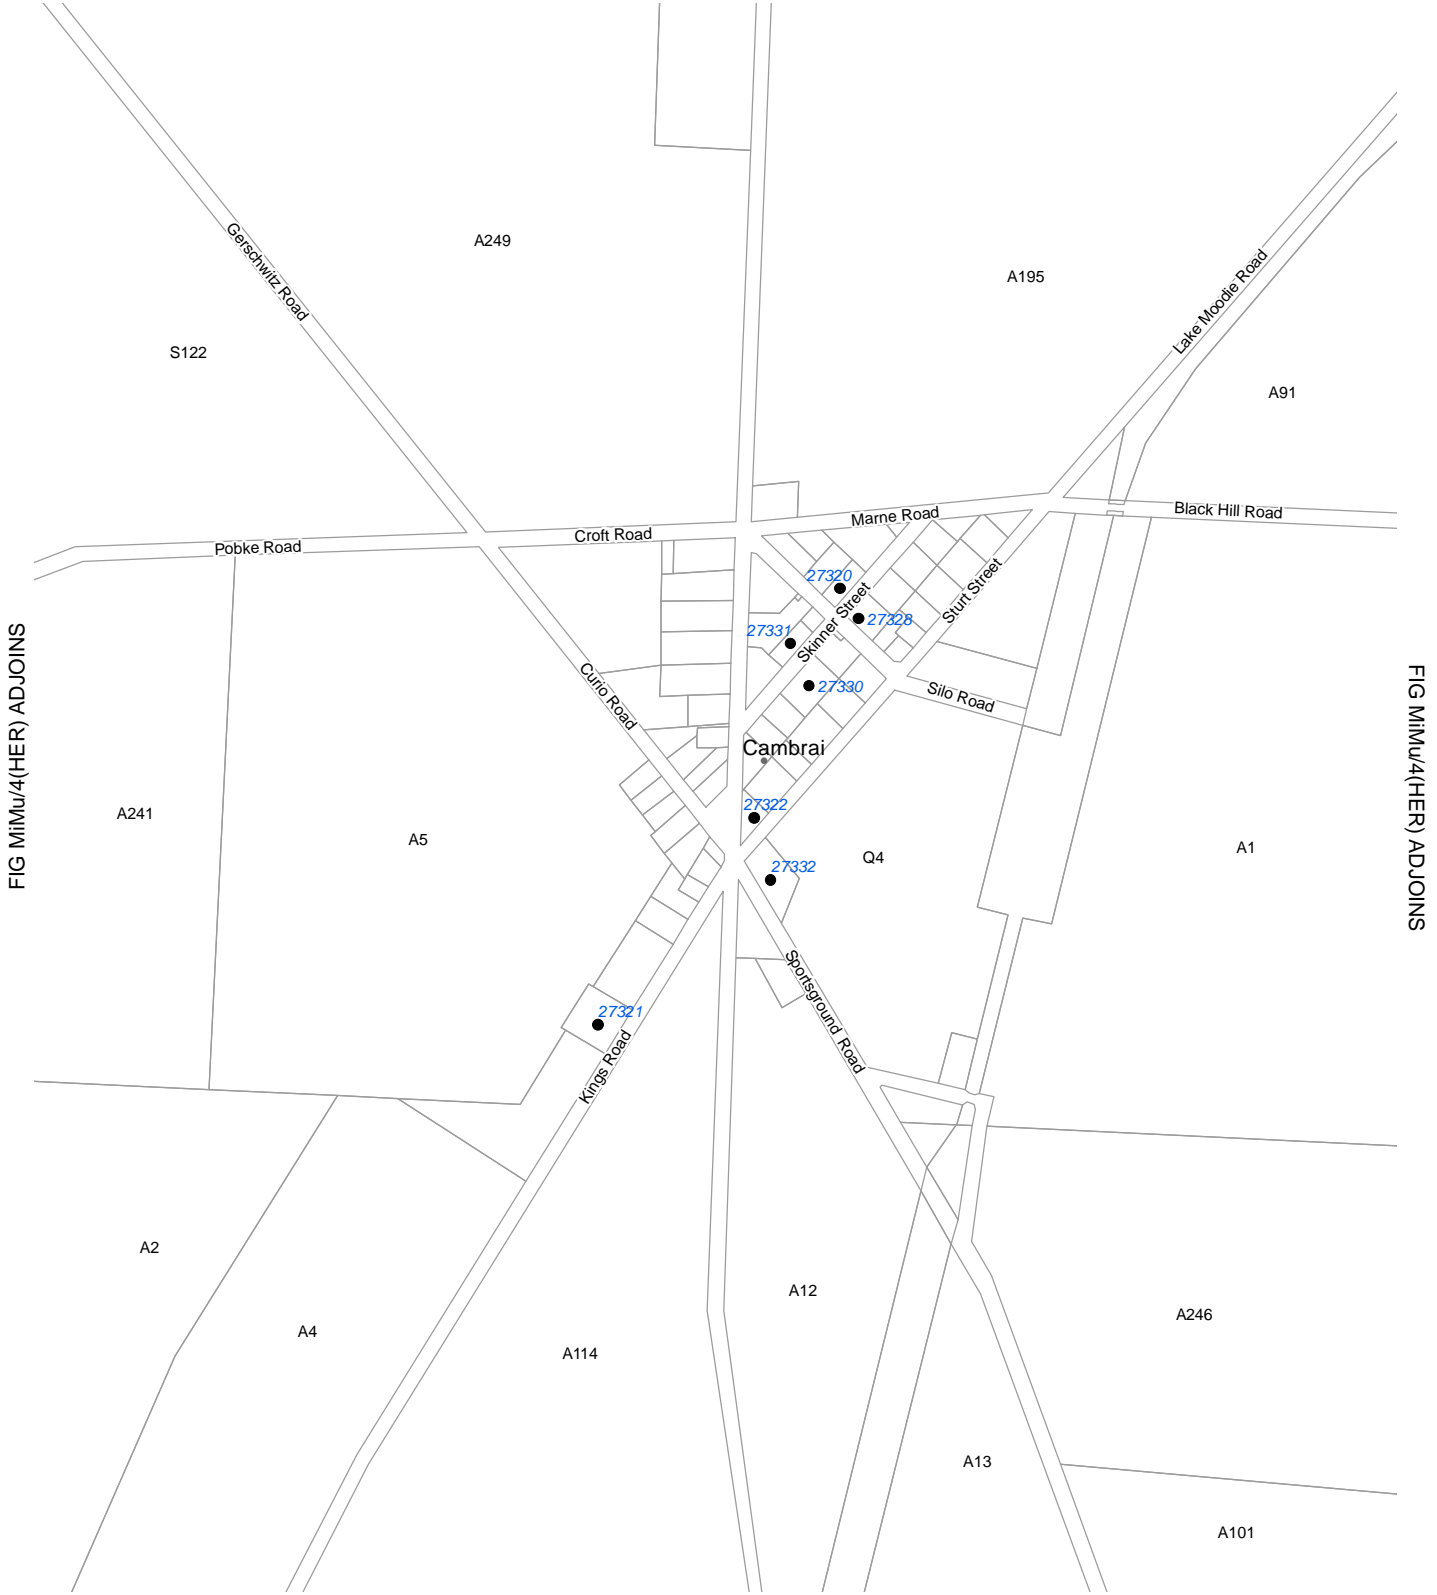 Gerschwitz Road
A249
A195
Lake Moodie Road
S122
A91
Marne Road
Black Hill Road
Croft Road
Pobke Road
27320
Sturt Street
27328
Skinner Street
27331
FIG MiMu/4(HER) ADJOINS
FIG MiMu/4(HER) ADJOINS
27330
Curio Road
Silo Road
Cambrai
27322
A241
A5
Q4
A1
27332
Sportsground Road
27321
Kings Road
A2
A12
A246
A4
A114
A13
A101